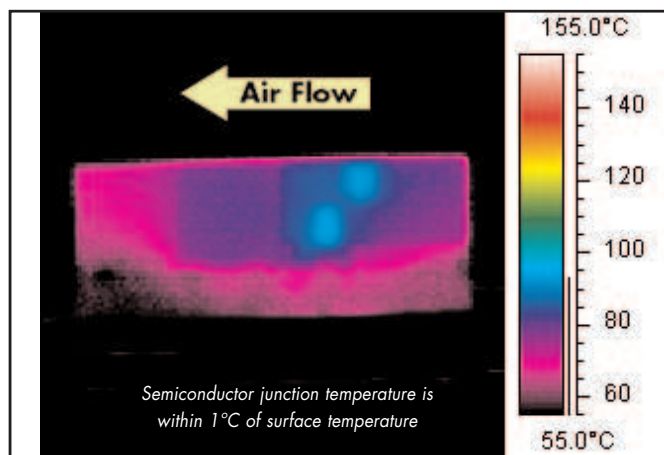 155.0°C
Air Flow
140
120
100
80
60
Semiconductor junction temperature is
within 1°C of surface temperature
55.0°C